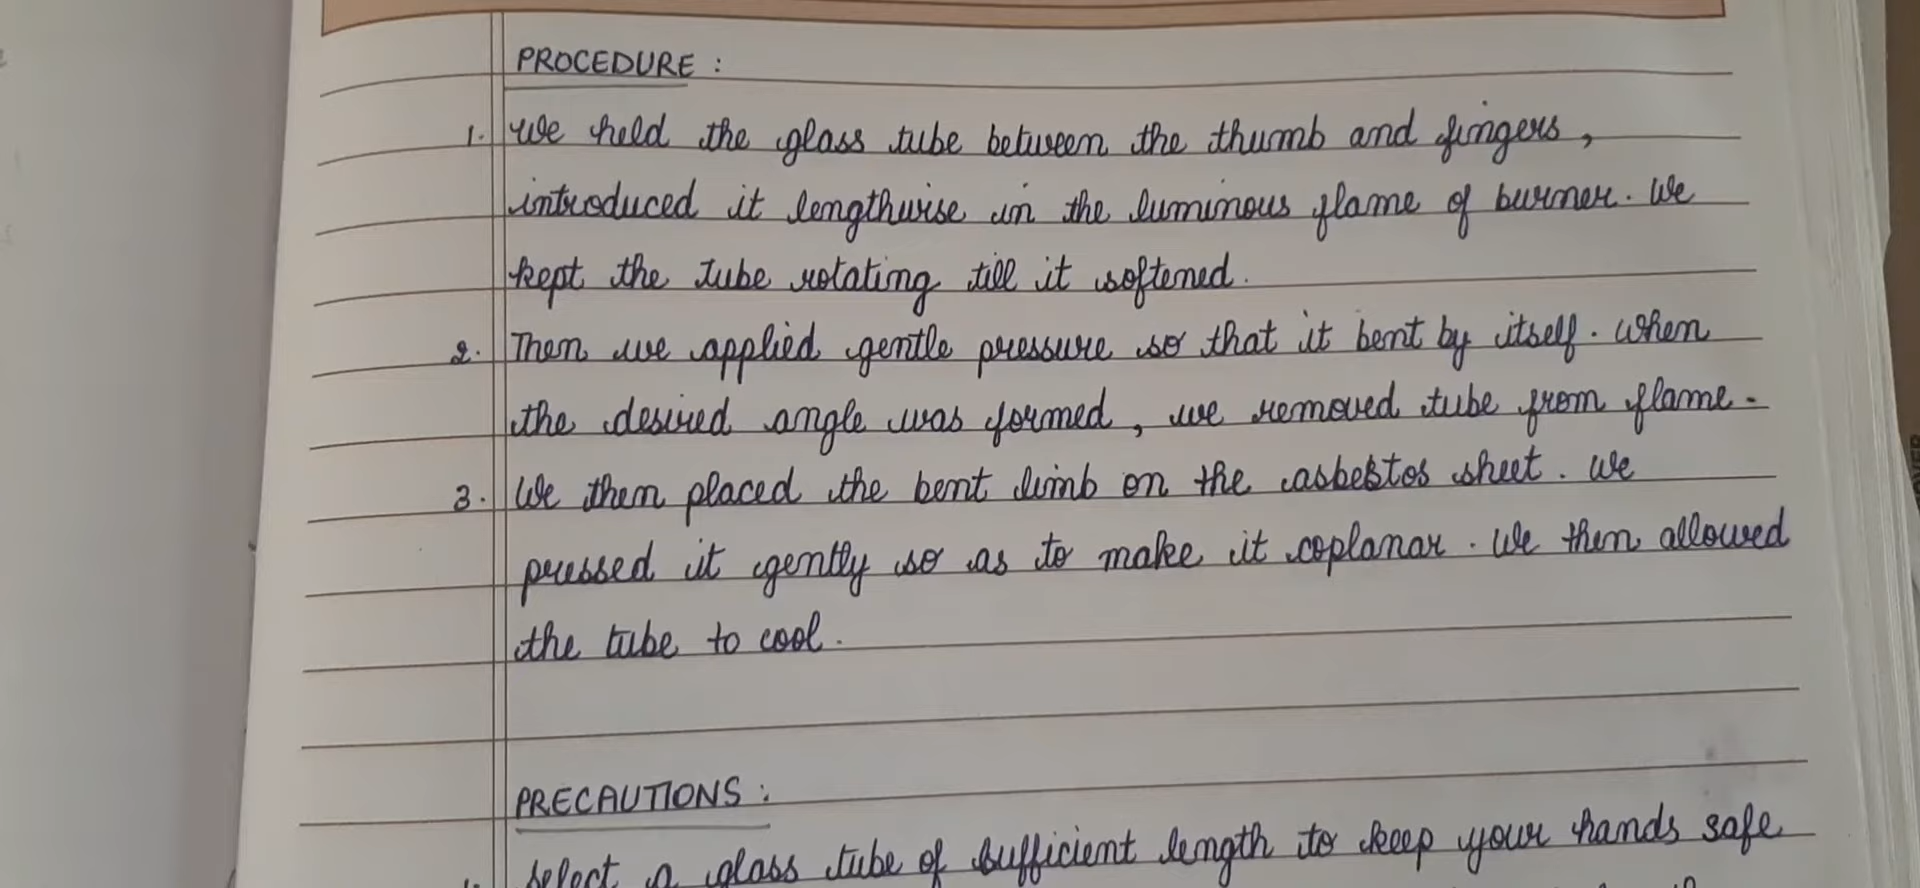 PROCEDURE :
1. We held the glass tube between the thumb and fingers,
introduced it lengthwise in the luminous flame of burner. We
kept the tube rotating till it softened.
2. Then we applied gentle pressure so that it bent by itself. When
the desired angle was formed, we removed tube from flame.
3. We then placed the bent limb on the asbestos sheet. We
pressed it gently so as to make it coplanar. We then allowed
the tube to cool.
PRECAUTIONS :
Select a glass tube of sufficient length to keep your hands safe